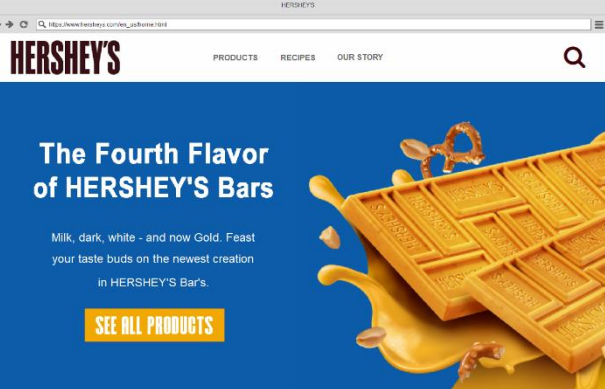 HERSHEY'S
https://www.hersheys.com/en_us/home.html
HERSHEY'S
PRODUCTS RECIPES OUR STORY
The Fourth Flavor
of HERSHEY'S Bars
Milk, dark, white - and now Gold. Feast
your taste buds on the newest creation
in HERSHEY'S Bar's.
SEE ALL PRODUCTS
HERSHEY'S